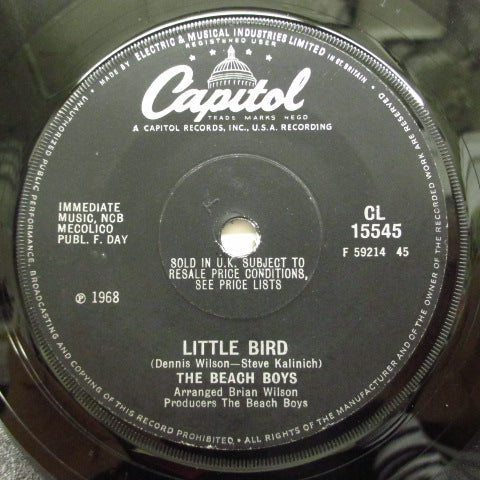 MADE IN ELECTRIC & MUSICAL INDUSTRIES LIMITED IN GT. BRITAIN •
REGISTERED USER
Capitol
TRADE MARKS REGD
A CAPITOL RECORDS, INC., U.S.A. RECORDING
IMMEDIATE
MUSIC, NCB
MECOLICO
PUBL. F. DAY
CL
15545
F 59214 45
SOLD IN U.K. SUBJECT TO
RESALE PRICE CONDITIONS,
SEE PRICE LISTS
℗ 1968
LITTLE BIRD
(Dennis Wilson—Steve Kalinich)
THE BEACH BOYS
Arranged Brian Wilson
Producers The Beach Boys
UNAUTHORIZED PUBLIC PERFORMANCE, BROADCASTING AND COPYING OF THIS RECORD PROHIBITED • ALL RIGHTS OF THE MANUFACTURER AND OF THE OWNER OF THE RECORDED WORK ARE RESERVED